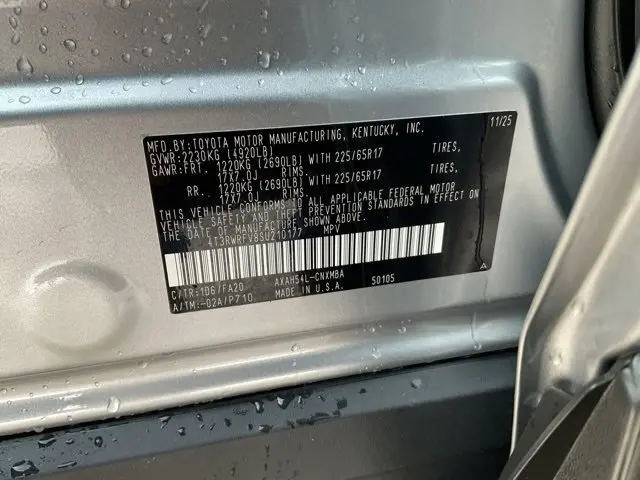 MFD.BY:TOYOTA MOTOR MANUFACTURING, KENTUCKY, INC. 11/25
GVWR:2230KG (4920LB)
GAWR:FRT. 1220KG (2690LB) WITH 225/65R17 TIRES,
17X7.0J RIMS.
RR. 1220KG (2690LB) WITH 225/65R17 TIRES,
17X7.0J RIMS.
THIS VEHICLE CONFORMS TO ALL APPLICABLE FEDERAL MOTOR
VEHICLE SAFETY AND THEFT PREVENTION STANDARDS IN EFFECT ON
THE DATE OF MANUFACTURE SHOWN ABOVE.
4T3RWRFV8SU210177 MPV
C/TR:1D6/FA20 AXAH54L-CNXMBA 50105
A/TM:-02A/P710 MADE IN U.S.A. A